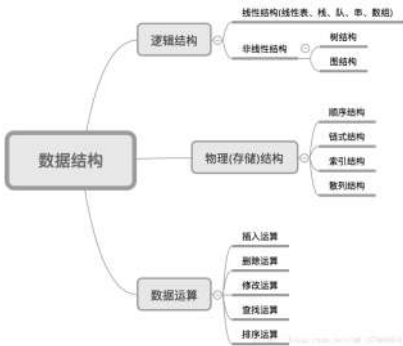 数据结构
逻辑结构
线性结构(线性表、栈、队、串、数组)
非线性结构
树结构
图结构
物理(存储)结构
顺序结构
链式结构
索引结构
散列结构
数据运算
插入运算
删除运算
修改运算
查找运算
排序运算